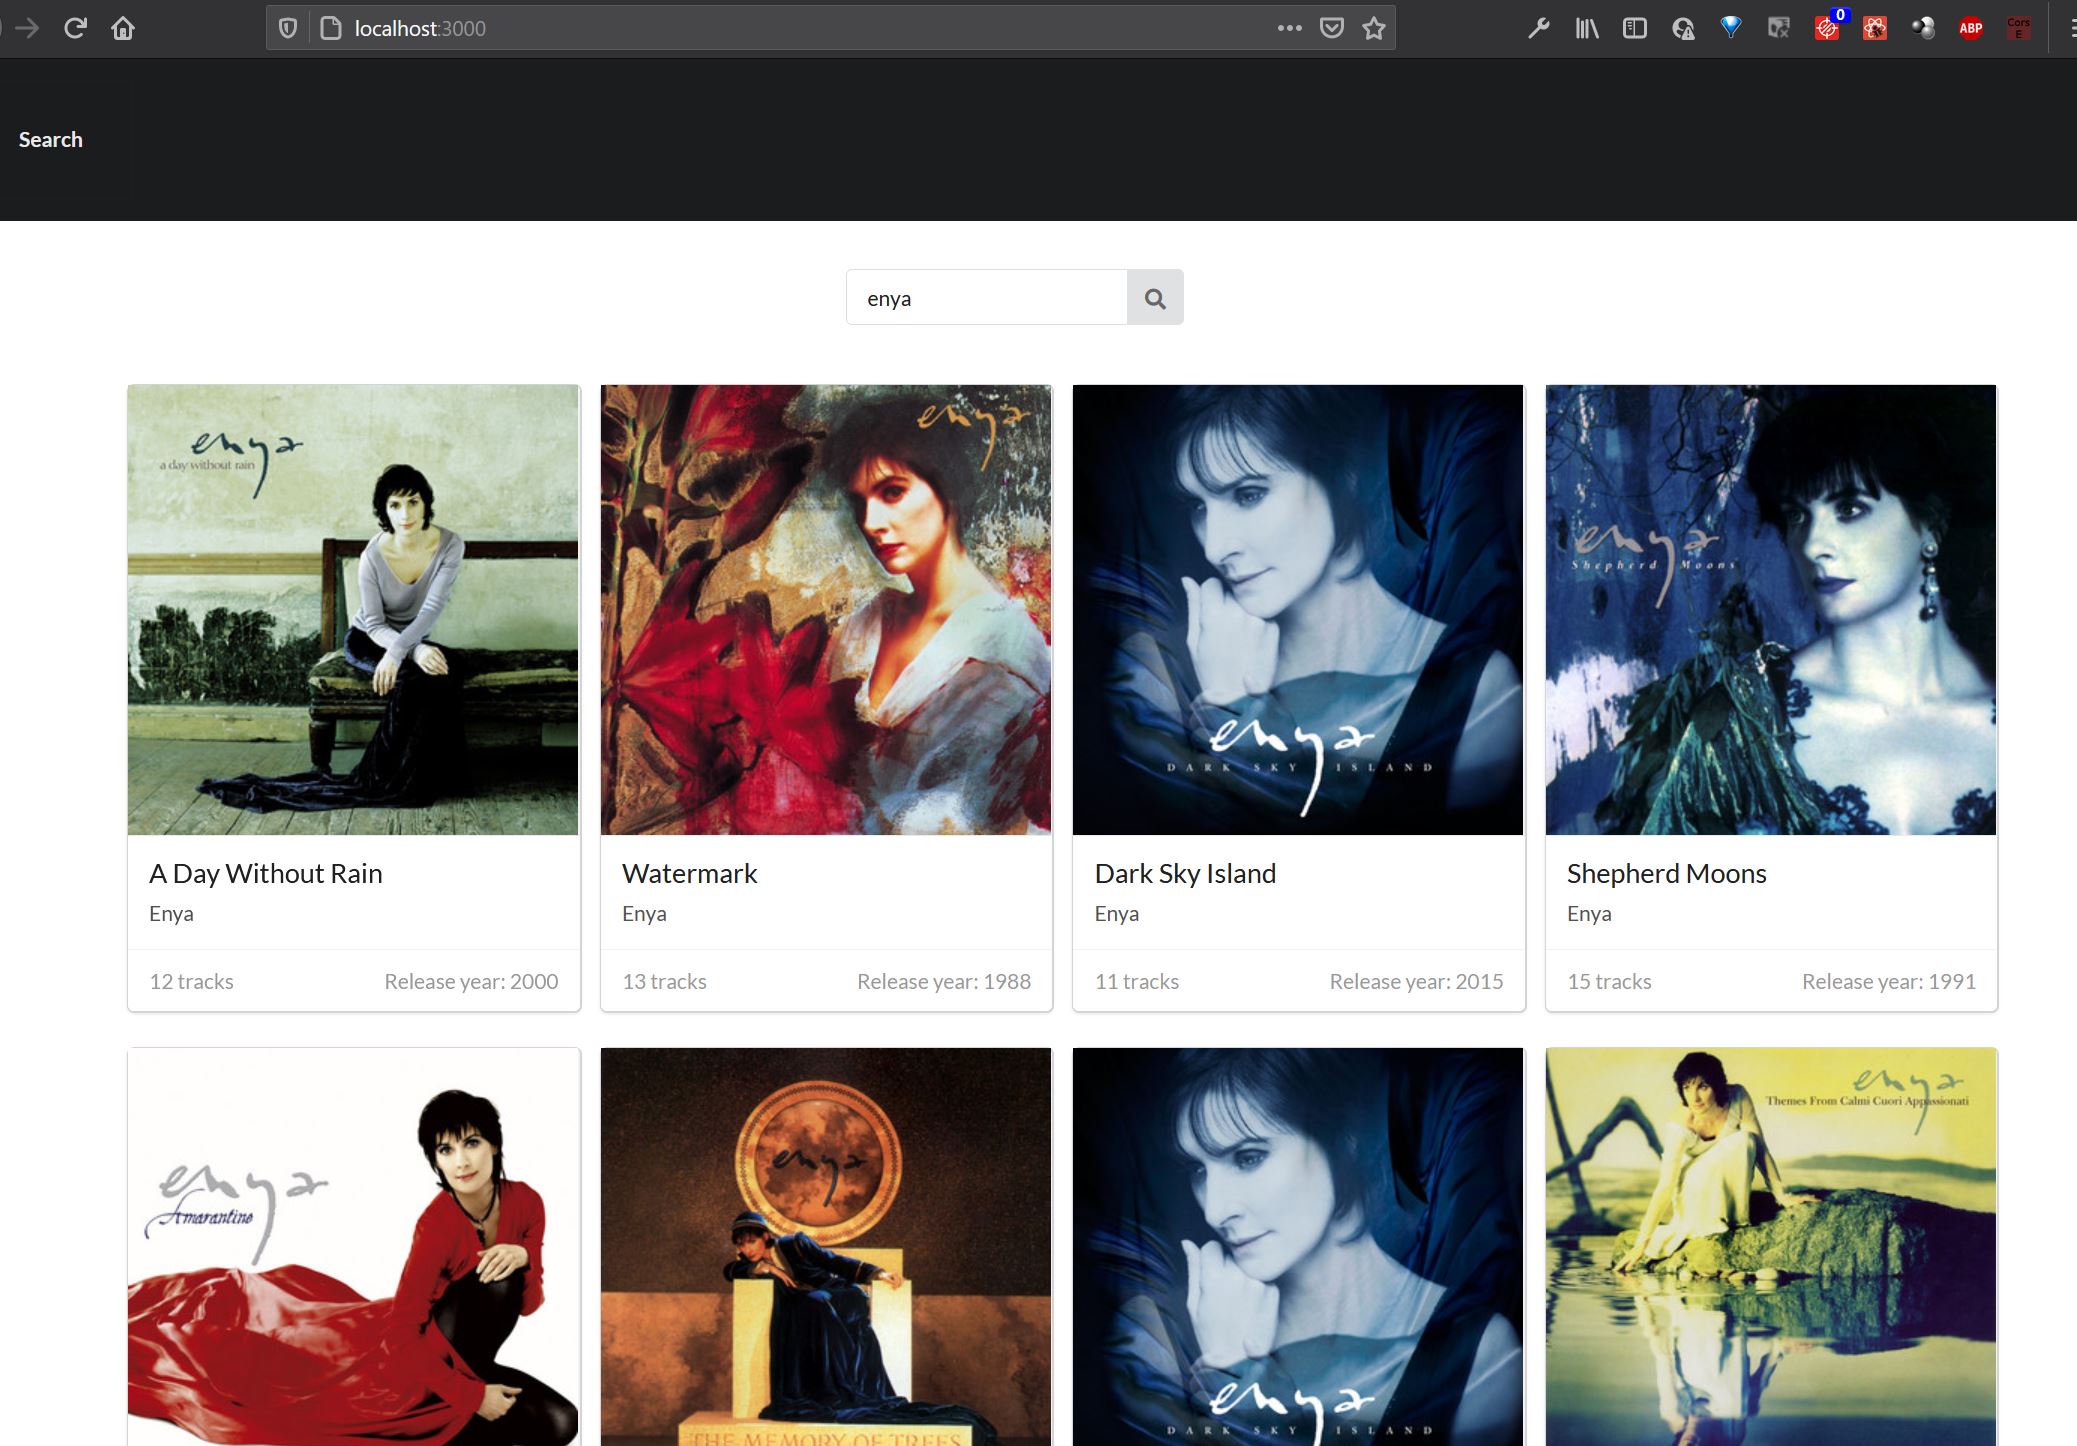 localhost:3000
0
ABP
Cors
E
Search
enya
enya
a day without rain
enya
enya
DARK SKY ISLAND
enya
Shepherd Moons
A Day Without Rain
Enya
12 tracks
Release year: 2000
Watermark
Enya
13 tracks
Release year: 1988
Dark Sky Island
Enya
11 tracks
Release year: 2015
Shepherd Moons
Enya
15 tracks
Release year: 1991
enya
Amarantine
enya
THE MEMORY OF TREES
enya
DARK SKY ISLAND
enya
Themes From Calmi Cuori Appassionati